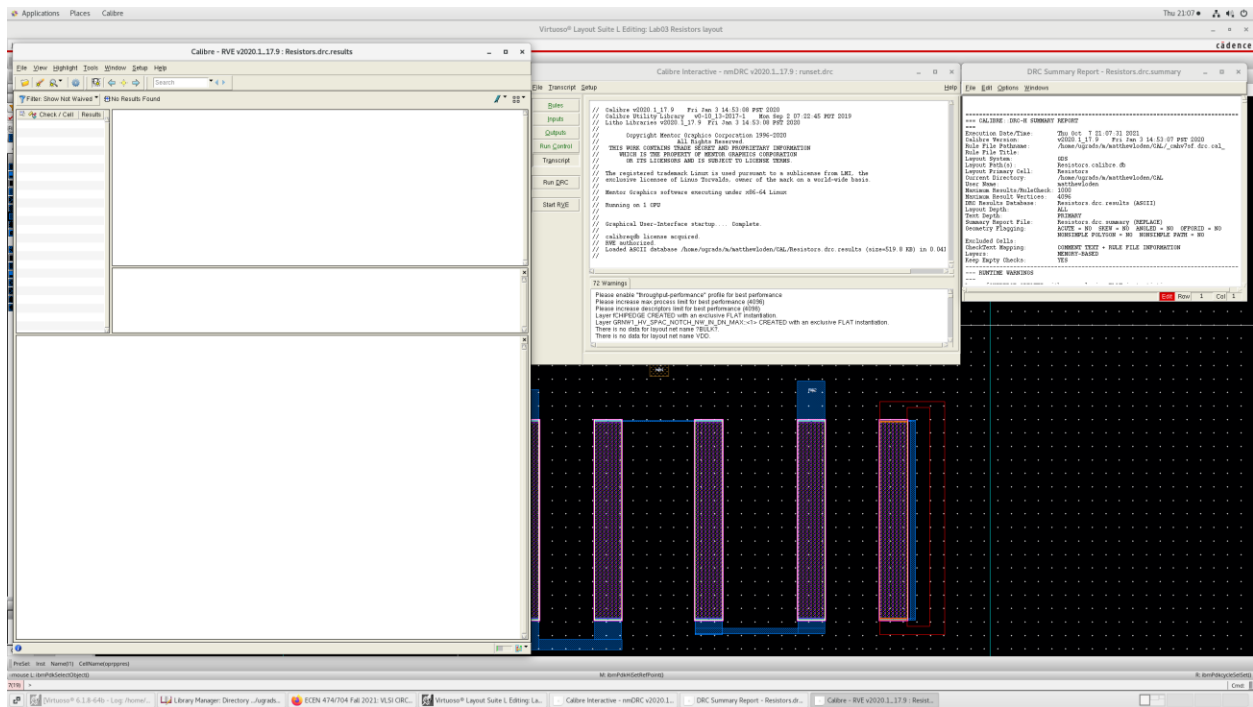 Applications Places Calibre
Thu 21:07
Virtuoso® Layout Suite L Editing: Lab03 Resistors layout
cādence
Calibre - RVE v2020.1_17.9 : Resistors.drc.results
File View Highlight Tools Window Setup Help
Search
Filter: Show Not Waived
No Results Found
Check / Cell Results
Calibre Interactive - nmDRC v2020.1_17.9 : runset.drc
File Transcript Setup Help
Rules
Inputs
Outputs
Run Control
Transcript
Run DRC
Start RVE
// Calibre v2020.1_17.9 Fri Jan 3 14:53:08 PST 2020
// Calibre Utility Library v0-10_13-2017-1 Mon Sep 2 07:22:45 PDT 2019
// Litho Libraries v2020.1_17.9 Fri Jan 3 14:53:08 PST 2020
//
// Copyright Mentor Graphics Corporation 1996-2020
// All Rights Reserved.
// THIS WORK CONTAINS TRADE SECRET AND PROPRIETARY INFORMATION
// WHICH IS THE PROPERTY OF MENTOR GRAPHICS CORPORATION
// OR ITS LICENSORS AND IS SUBJECT TO LICENSE TERMS.
//
// The registered trademark Linux is used pursuant to a sublicense from LMI, the
// exclusive licensee of Linus Torvalds, owner of the mark on a world-wide basis.
//
// Mentor Graphics software executing under x86-64 Linux
//
// Running on 1 CPU
//
//
// Graphical User-Interface startup.... Complete.
//
// calibreqdb license acquired.
// RVE authorized.
// Loaded ASCII database /home/ugrads/m/matthewloden/CAL/Resistors.drc.results (size=519.8 KB) in 0.041
//
72 Warnings
Please enable "throughput-performance" profile for best performance
Please increase max process limit for best performance (4096)
Please increase descriptors limit for best performance (4096)
Layer fCHIPEDGE CREATED with an exclusive FLAT instantiation.
Layer GRNW1_HV_SPAC_NOTCH_NW_IN_DN_MAX::<1> CREATED with an exclusive FLAT instantiation.
There is no data for layout net name ?BULK?.
There is no data for layout net name VDD.
DRC Summary Report - Resistors.drc.summary
File Edit Options Windows
=== CALIBRE::DRC-H SUMMARY REPORT
===
Execution Date/Time: Thu Oct 7 21:07:31 2021
Calibre Version: v2020.1_17.9 Fri Jan 3 14:53:07 PST 2020
Rule File Pathname: /home/ugrads/m/matthewloden/CAL/_cmhv7sf.drc.cal_
Rule File Title:
Layout System: GDS
Layout Path(s): Resistors.calibre.db
Layout Primary Cell: Resistors
Current Directory: /home/ugrads/m/matthewloden/CAL
User Name: matthewloden
Maximum Results/RuleCheck: 1000
Maximum Result Vertices: 4096
DRC Results Database: Resistors.drc.results (ASCII)
Layout Depth: ALL
Text Depth: PRIMARY
Summary Report File: Resistors.drc.summary (REPLACE)
Geometry Flagging: ACUTE = NO SKEW = NO ANGLED = NO OFFGRID = NO
NONSIMPLE POLYGON = NO NONSIMPLE PATH = NO
Excluded Cells:
CheckText Mapping: COMMENT TEXT + RULE FILE INFORMATION
Layers: MEMORY-BASED
Keep Empty Checks: YES
--- RUNTIME WARNINGS
---
Edit Row 1 Col 1
PreSel Inst Name(I1) CellName(oprppres)
mouse L: ibmPdkSelectObject() M: ibmPdkHiSetRefPoint() R: ibmPdkcycleSetSet()
7(19) > Cmd:
[Virtuoso® 6.1.8-64b - Log: /home/... Library Manager: Directory .../ugrads... ECEN 474/704 Fall 2021: VLSI CIRC... Virtuoso® Layout Suite L Editing: La... Calibre Interactive - nmDRC v2020.1... DRC Summary Report - Resistors.dr... Calibre - RVE v2020.1_17.9 : Resist...